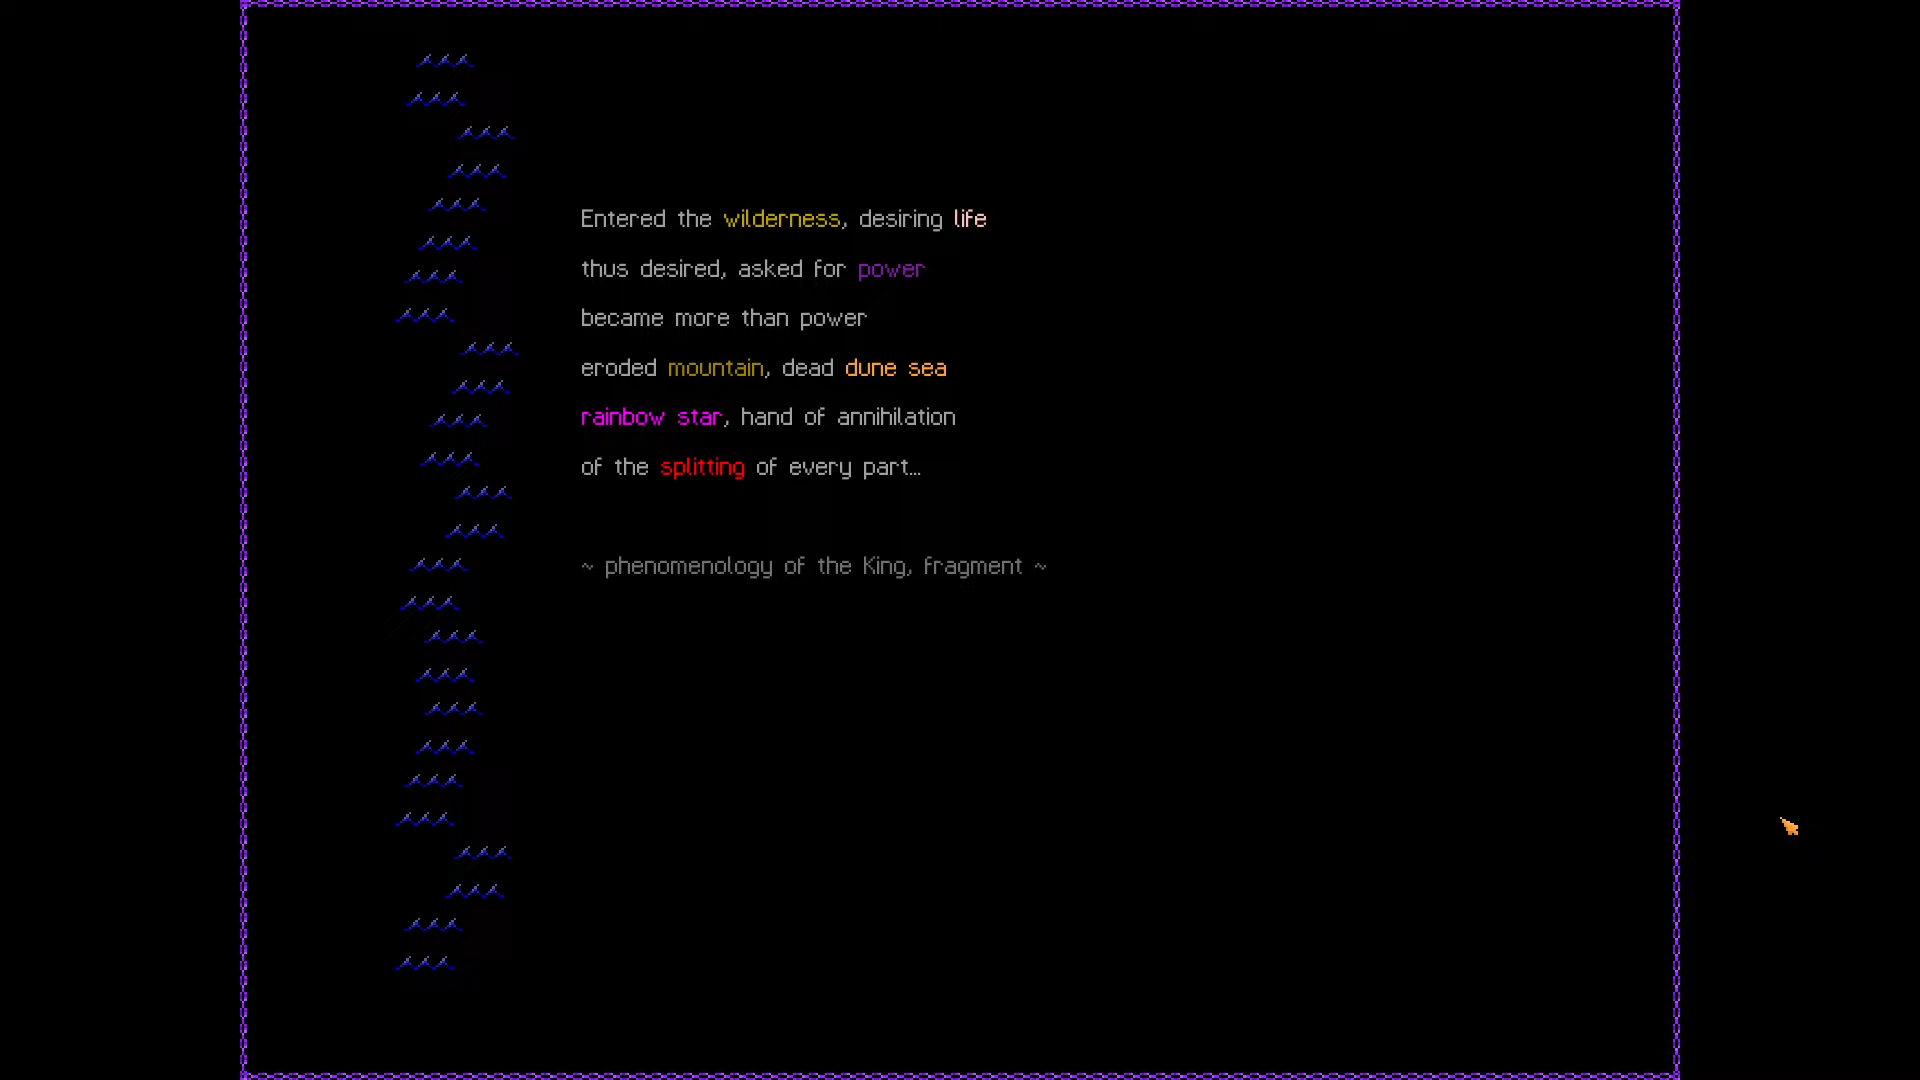 Entered the wilderness, desiring life
thus desired, asked for power
became more than power
eroded mountain, dead dune sea
rainbow star, hand of annihilation
of the splitting of every part...
~ phenomenology of the King, fragment ~